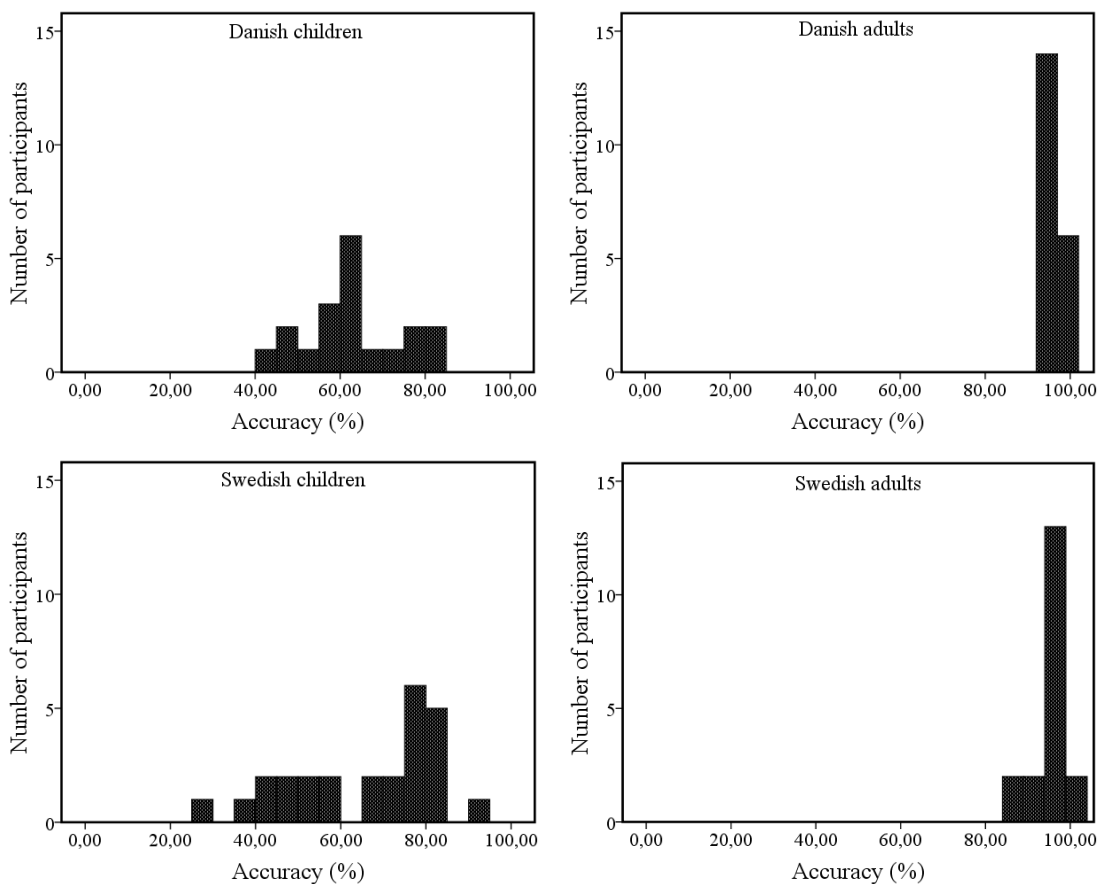 Danish children
Number of participants
15
10
5
0
0,00 20,00 40,00 60,00 80,00 100,00
Accuracy (%)
Danish adults
Number of participants
15
10
5
0
0,00 20,00 40,00 60,00 80,00 100,00
Accuracy (%)
Swedish children
Number of participants
15
10
5
0
0,00 20,00 40,00 60,00 80,00 100,00
Accuracy (%)
Swedish adults
Number of participants
15
10
5
0
0,00 20,00 40,00 60,00 80,00 100,00
Accuracy (%)